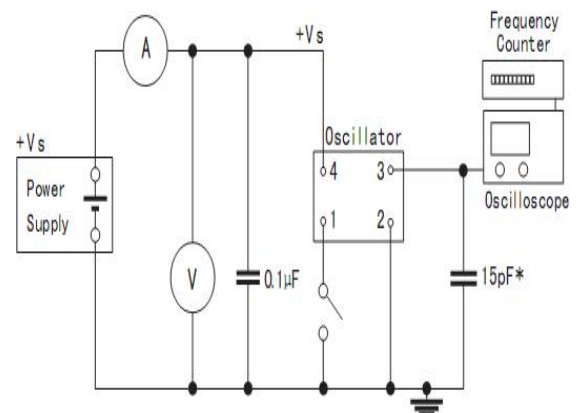 Frequency
Counter
+Vs
A
Oscillator
+Vs
4
3
Oscilloscope
Power
Supply
1
2
V
0.1μF
15pF*